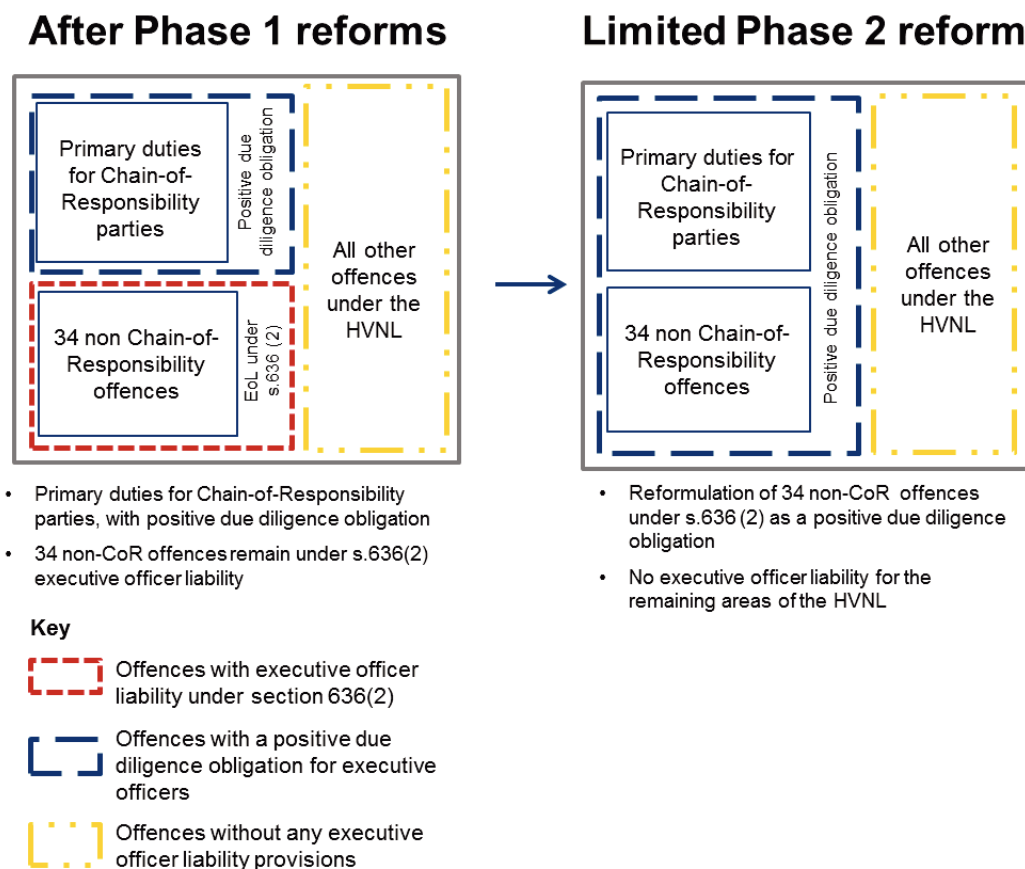 After Phase 1 reforms
Primary duties
for Chain-of-
Responsibility
parties
Positive due
diligence obligation
34 non Chain-of-
Responsibility
offences
EoL under
s.636 (2)
All other
offences
under the
HVNL
• Primary duties for Chain-of-Responsibility
parties, with positive due diligence obligation
• 34 non-CoR offences remain under s.636(2)
executive officer liability
Limited Phase 2 reform
Primary duties for
Chain-of-
Responsibility
parties
34 non Chain-of-
Responsibility
offences
Positive due diligence obligation
All other
offences
under the
HVNL
• Reformulation of 34 non-CoR offences
under s.636 (2) as a positive due diligence
obligation
• No executive officer liability for the
remaining areas of the HVNL
Key
Offences with executive officer
liability under section 636(2)
Offences with a positive due
diligence obligation for executive
officers
Offences without any executive
officer liability provisions